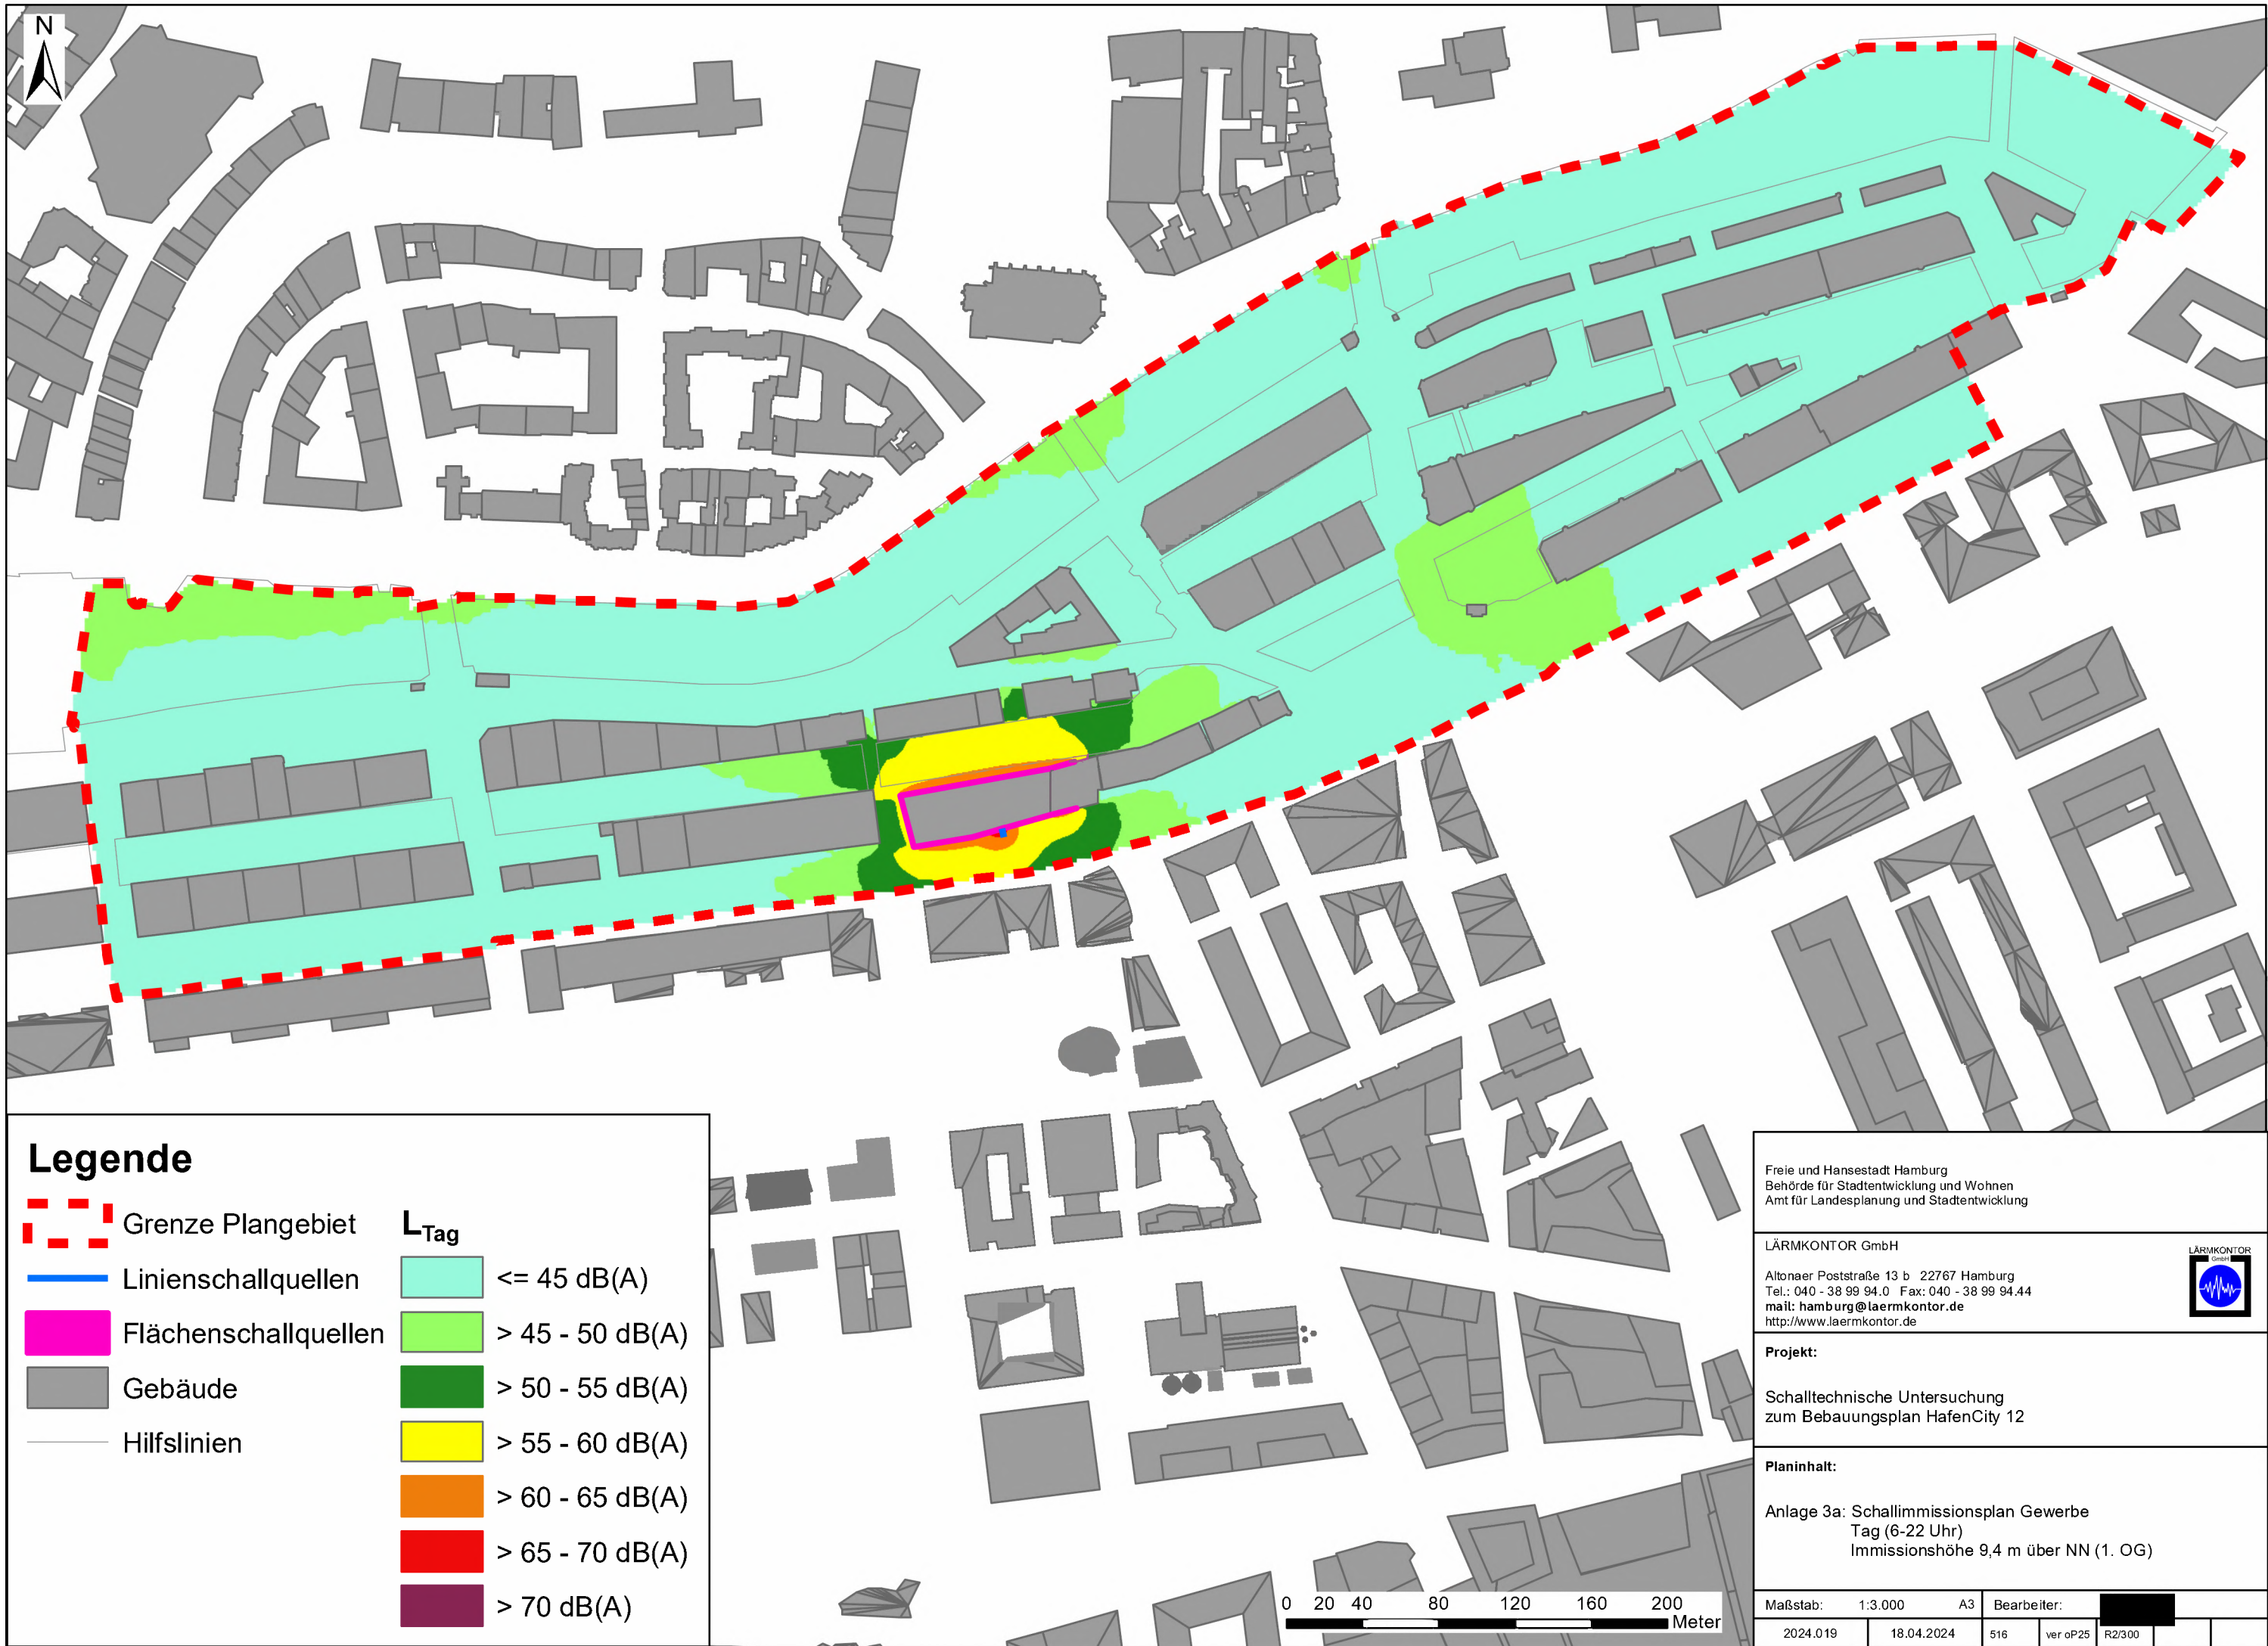 N
Legende
Grenze Plangebiet
Linienschallquellen
Flächenschallquellen
Gebäude
Hilfslinien
LTag
<= 45 dB(A)
> 45 - 50 dB(A)
> 50 - 55 dB(A)
> 55 - 60 dB(A)
> 60 - 65 dB(A)
> 65 - 70 dB(A)
> 70 dB(A)
0 20 40 80 120 160 200
Meter
Freie und Hansestadt Hamburg
Behörde für Stadtentwicklung und Wohnen
Amt für Landesplanung und Stadtentwicklung
LÄRMKONTOR GmbH
Altonaer Poststraße 13 b 22767 Hamburg
Tel.: 040 - 38 99 94.0 Fax: 040 - 38 99 94.44
mail: hamburg@laermkontor.de
http://www.laermkontor.de
LÄRMKONTOR
GmbH
Projekt:
Schalltechnische Untersuchung
zum Bebauungsplan HafenCity 12
Planinhalt:
Anlage 3a: Schallimmissionsplan Gewerbe
Tag (6-22 Uhr)
Immissionshöhe 9,4 m über NN (1. OG)
Maßstab: 1:3.000 A3 Bearbeiter:
2024.019 18.04.2024 516 ver oP25 R2/300